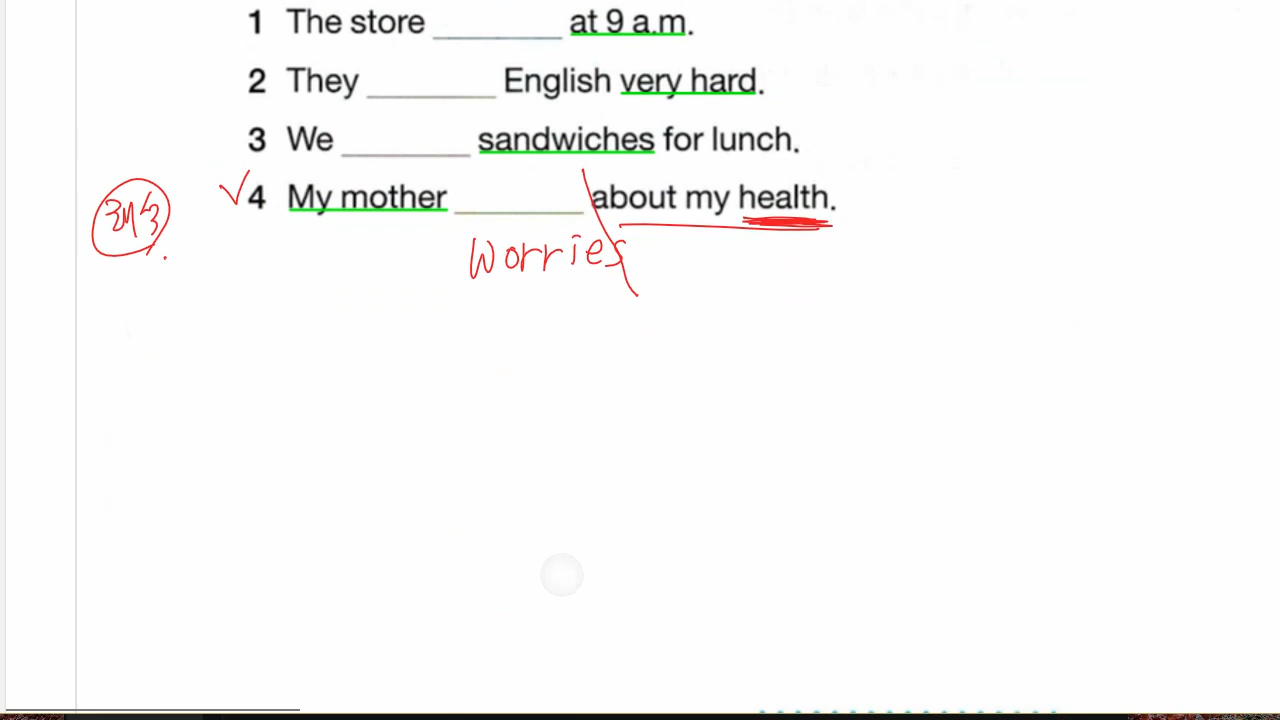 1 The store ________ at 9 a.m.
2 They ________ English very hard.
3 We ________ sandwiches for lunch.
4 My mother ________ about my health.
worries